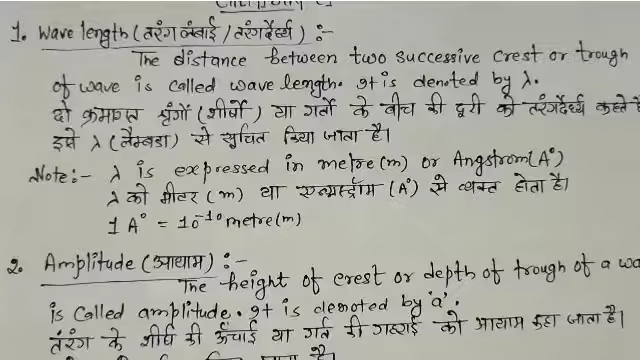 1. Wave length (तरंग लंबाई / तरंगदैर्ध्य) :-
The distance between two successive crest or trough
of wave is called wave length. It is denoted by λ.
दो क्रमागत श्रृंगों (शीर्षों) या गर्तों के बीच की दूरी को तरंगदैर्ध्य कहते हैं
इसे λ (लैम्बडा) से सूचित किया जाता है।
Note:- λ is expressed in metre (m) or Angstrom (A°)
λ को मीटर (m) या (A°) से व्यक्त होता है।
1 A° = 10⁻¹⁰ metre (m)
2. Amplitude (आयाम) :-
The height of crest or depth of trough of a wa
is called amplitude. It is denoted by 'a'.
तंरंग के शीर्ष की ऊँचाई या गर्त की गहराई को आयाम कहा जाता है।
जाता है।